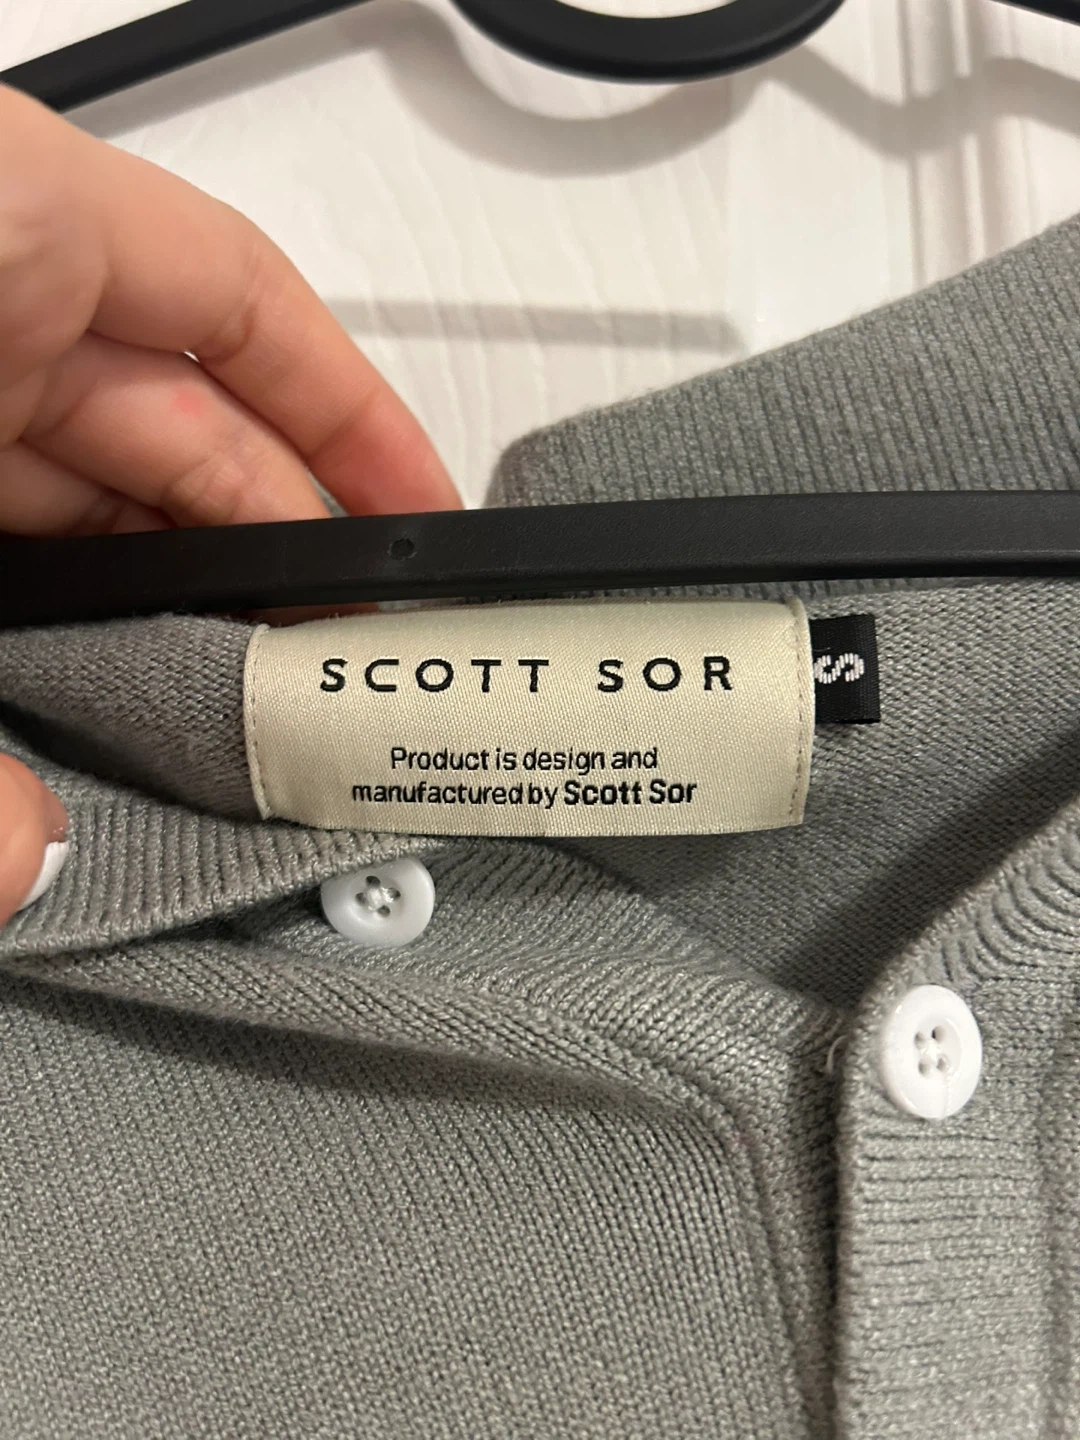 SCOTT SOR
S
Product is design and
manufactured by Scott Sor